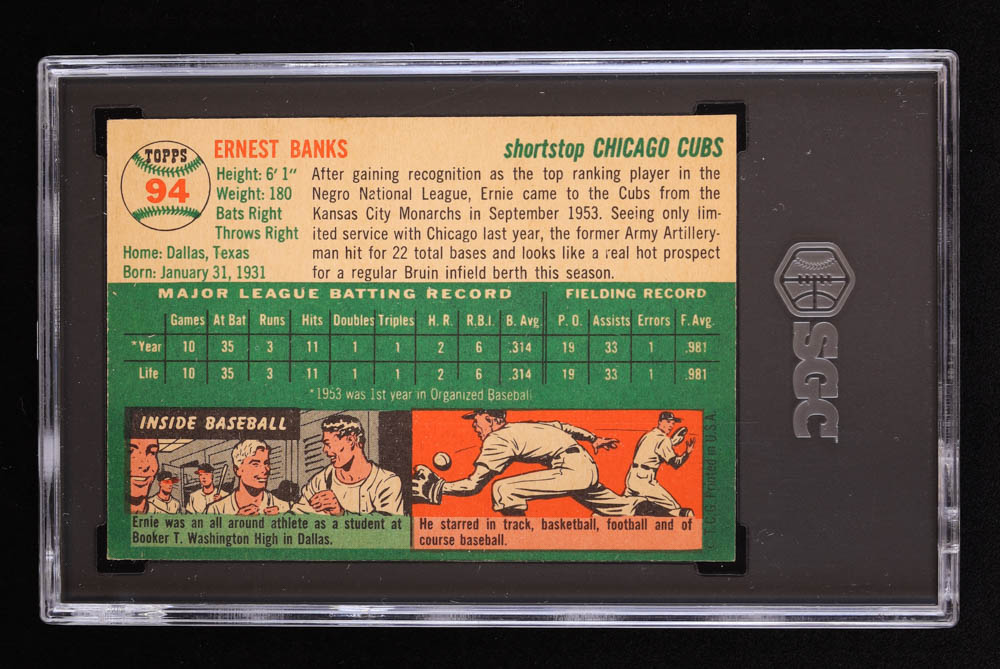 TOPPS
94
ERNEST BANKS
shortstop CHICAGO CUBS
Height: 6' 1"
Weight: 180
Bats Right
Throws Right
Home: Dallas, Texas
Born: January 31, 1931
After gaining recognition as the top ranking player in the
Negro National League, Ernie came to the Cubs from the
Kansas City Monarchs in September 1953. Seeing only lim-
ited service with Chicago last year, the former Army Artillery-
man hit for 22 total bases and looks like a real hot prospect
for a regular Bruin infield berth this season.
MAJOR LEAGUE BATTING RECORD FIELDING RECORD
Games At Bat Runs Hits Doubles Triples H. R. R.B.I. B. Avg. P. O. Assists Errors F. Avg.
*Year 10 35 3 11 1 1 2 6 .314 19 33 1 .981
Life 10 35 3 11 1 1 2 6 .314 19 33 1 .981
*1953 was 1st year in Organized Baseball
INSIDE BASEBALL
Ernie was an all around athlete as a student at
Booker T. Washington High in Dallas.
He starred in track, basketball, football and of
course baseball.
T.C.G. Printed in U.S.A.
SGC